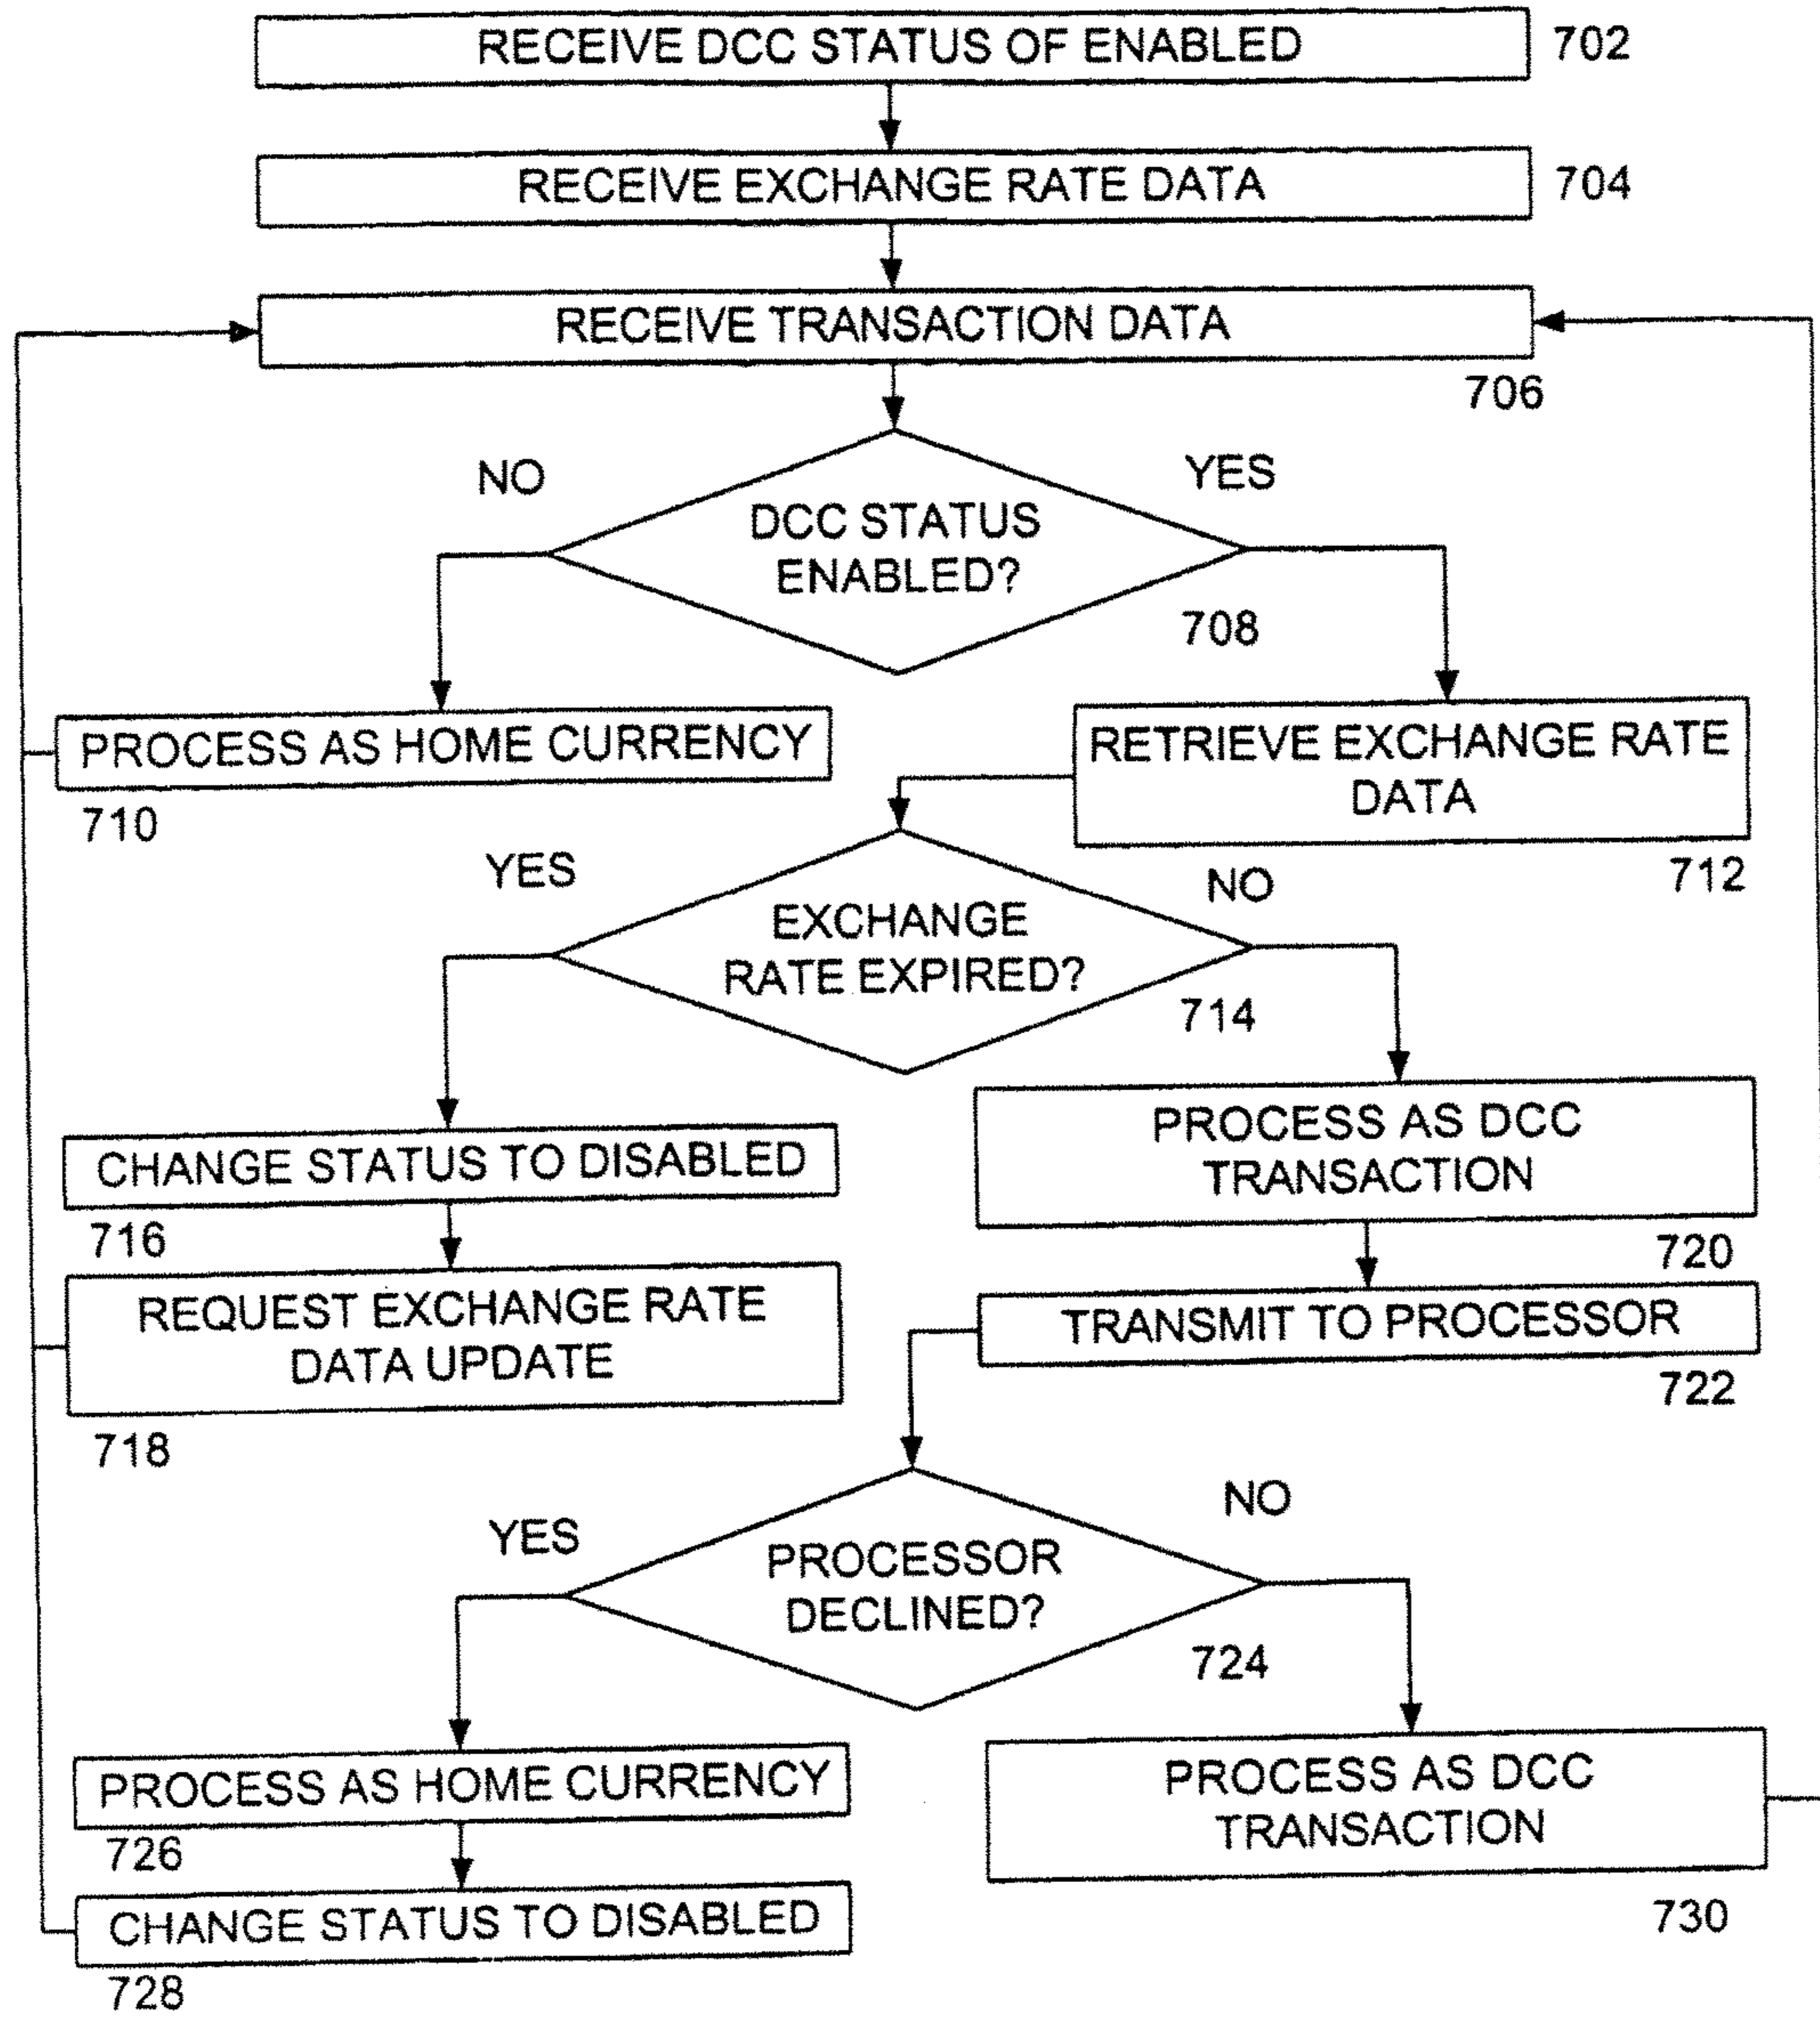 RECEIVE DCC STATUS OF ENABLED
702
RECEIVE EXCHANGE RATE DATA
704
RECEIVE TRANSACTION DATA
706
NO
YES
DCC STATUS
ENABLED?
708
PROCESS AS HOME CURRENCY
710
RETRIEVE EXCHANGE RATE
DATA
712
YES
NO
EXCHANGE
RATE EXPIRED?
714
CHANGE STATUS TO DISABLED
716
PROCESS AS DCC
TRANSACTION
720
REQUEST EXCHANGE RATE
DATA UPDATE
718
TRANSMIT TO PROCESSOR
722
YES
NO
PROCESSOR
DECLINED?
724
PROCESS AS HOME CURRENCY
726
PROCESS AS DCC
TRANSACTION
730
CHANGE STATUS TO DISABLED
728